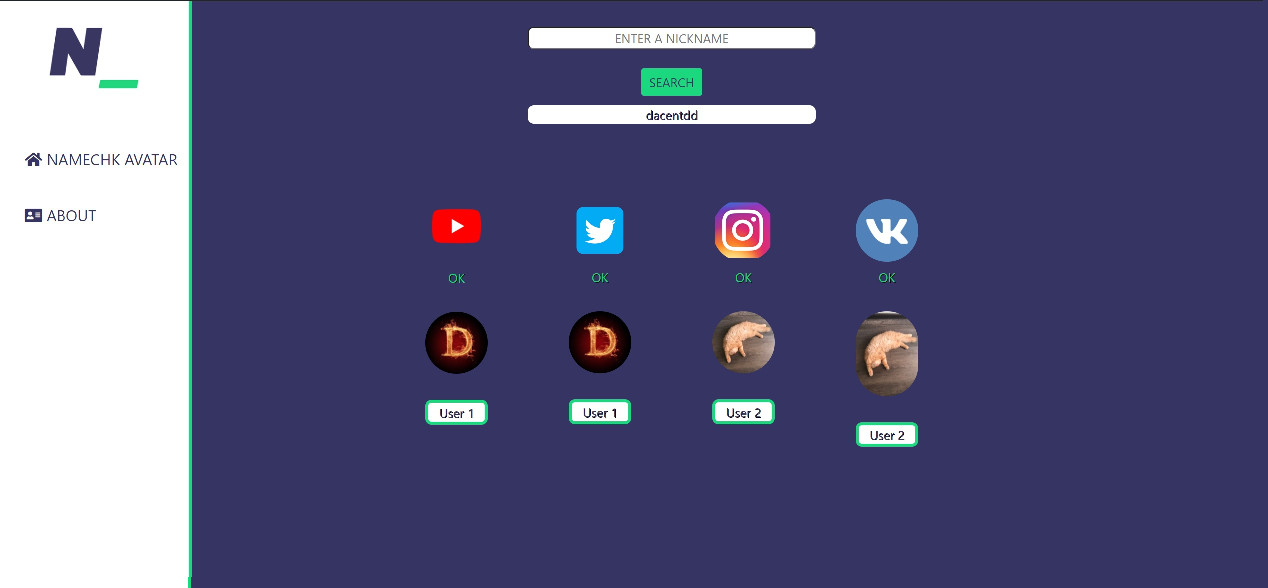 N_
NAMECHK AVATAR
ABOUT
ENTER A NICKNAME
SEARCH
dacentdd
OK OK OK OK
D D
User 1 User 1 User 2 User 2